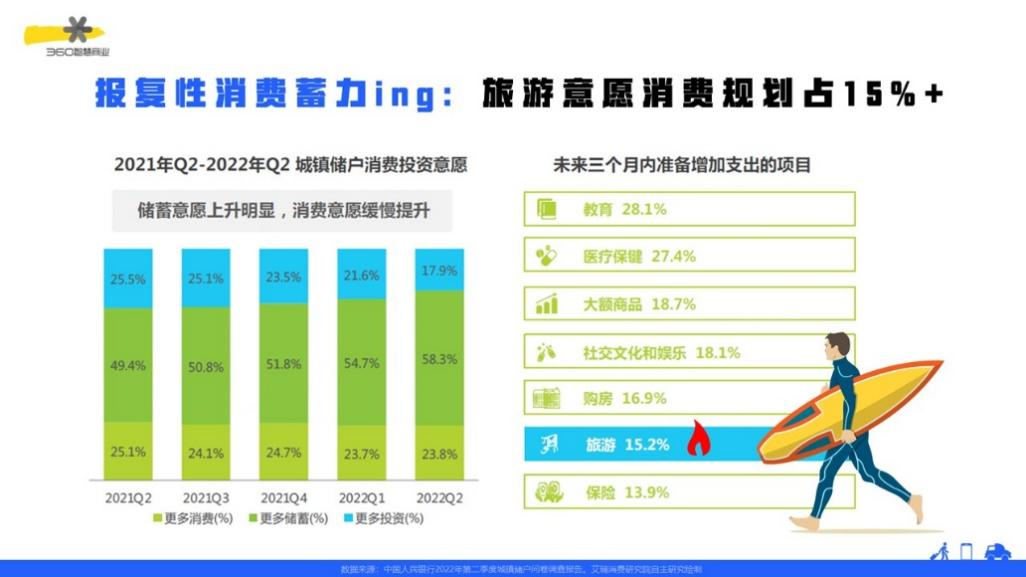 360智慧商业
报复性消费蓄力ing：旅游意愿消费规划占15%+
2021年Q2-2022年Q2 城镇储户消费投资意愿
储蓄意愿上升明显，消费意愿缓慢提升
25.5% 25.1% 23.5% 21.6% 17.9%
49.4% 50.8% 51.8% 54.7% 58.3%
25.1% 24.1% 24.7% 23.7% 23.8%
2021Q2 2021Q3 2021Q4 2022Q1 2022Q2
更多消费(%) 更多储蓄(%) 更多投资(%)
未来三个月内准备增加支出的项目
教育 28.1%
医疗保健 27.4%
大额商品 18.7%
社交文化和娱乐 18.1%
购房 16.9%
旅游 15.2%
保险 13.9%
数据来源：中国人民银行2022年第二季度城镇储户问卷调查报告。艾瑞消费研究院自主研究绘制